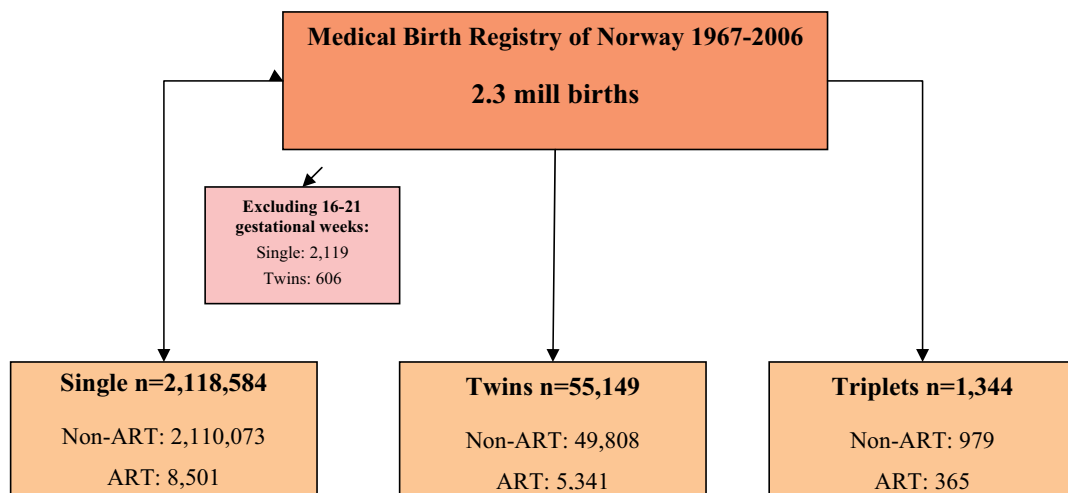 Medical Birth Registry of Norway 1967-2006
2.3 mill births
Excluding 16-21
gestational weeks:
Single: 2,119
Twins: 606
Single n=2,118,584
Non-ART: 2,110,073
ART: 8,501
Twins n=55,149
Non-ART: 49,808
ART: 5,341
Triplets n=1,344
Non-ART: 979
ART: 365